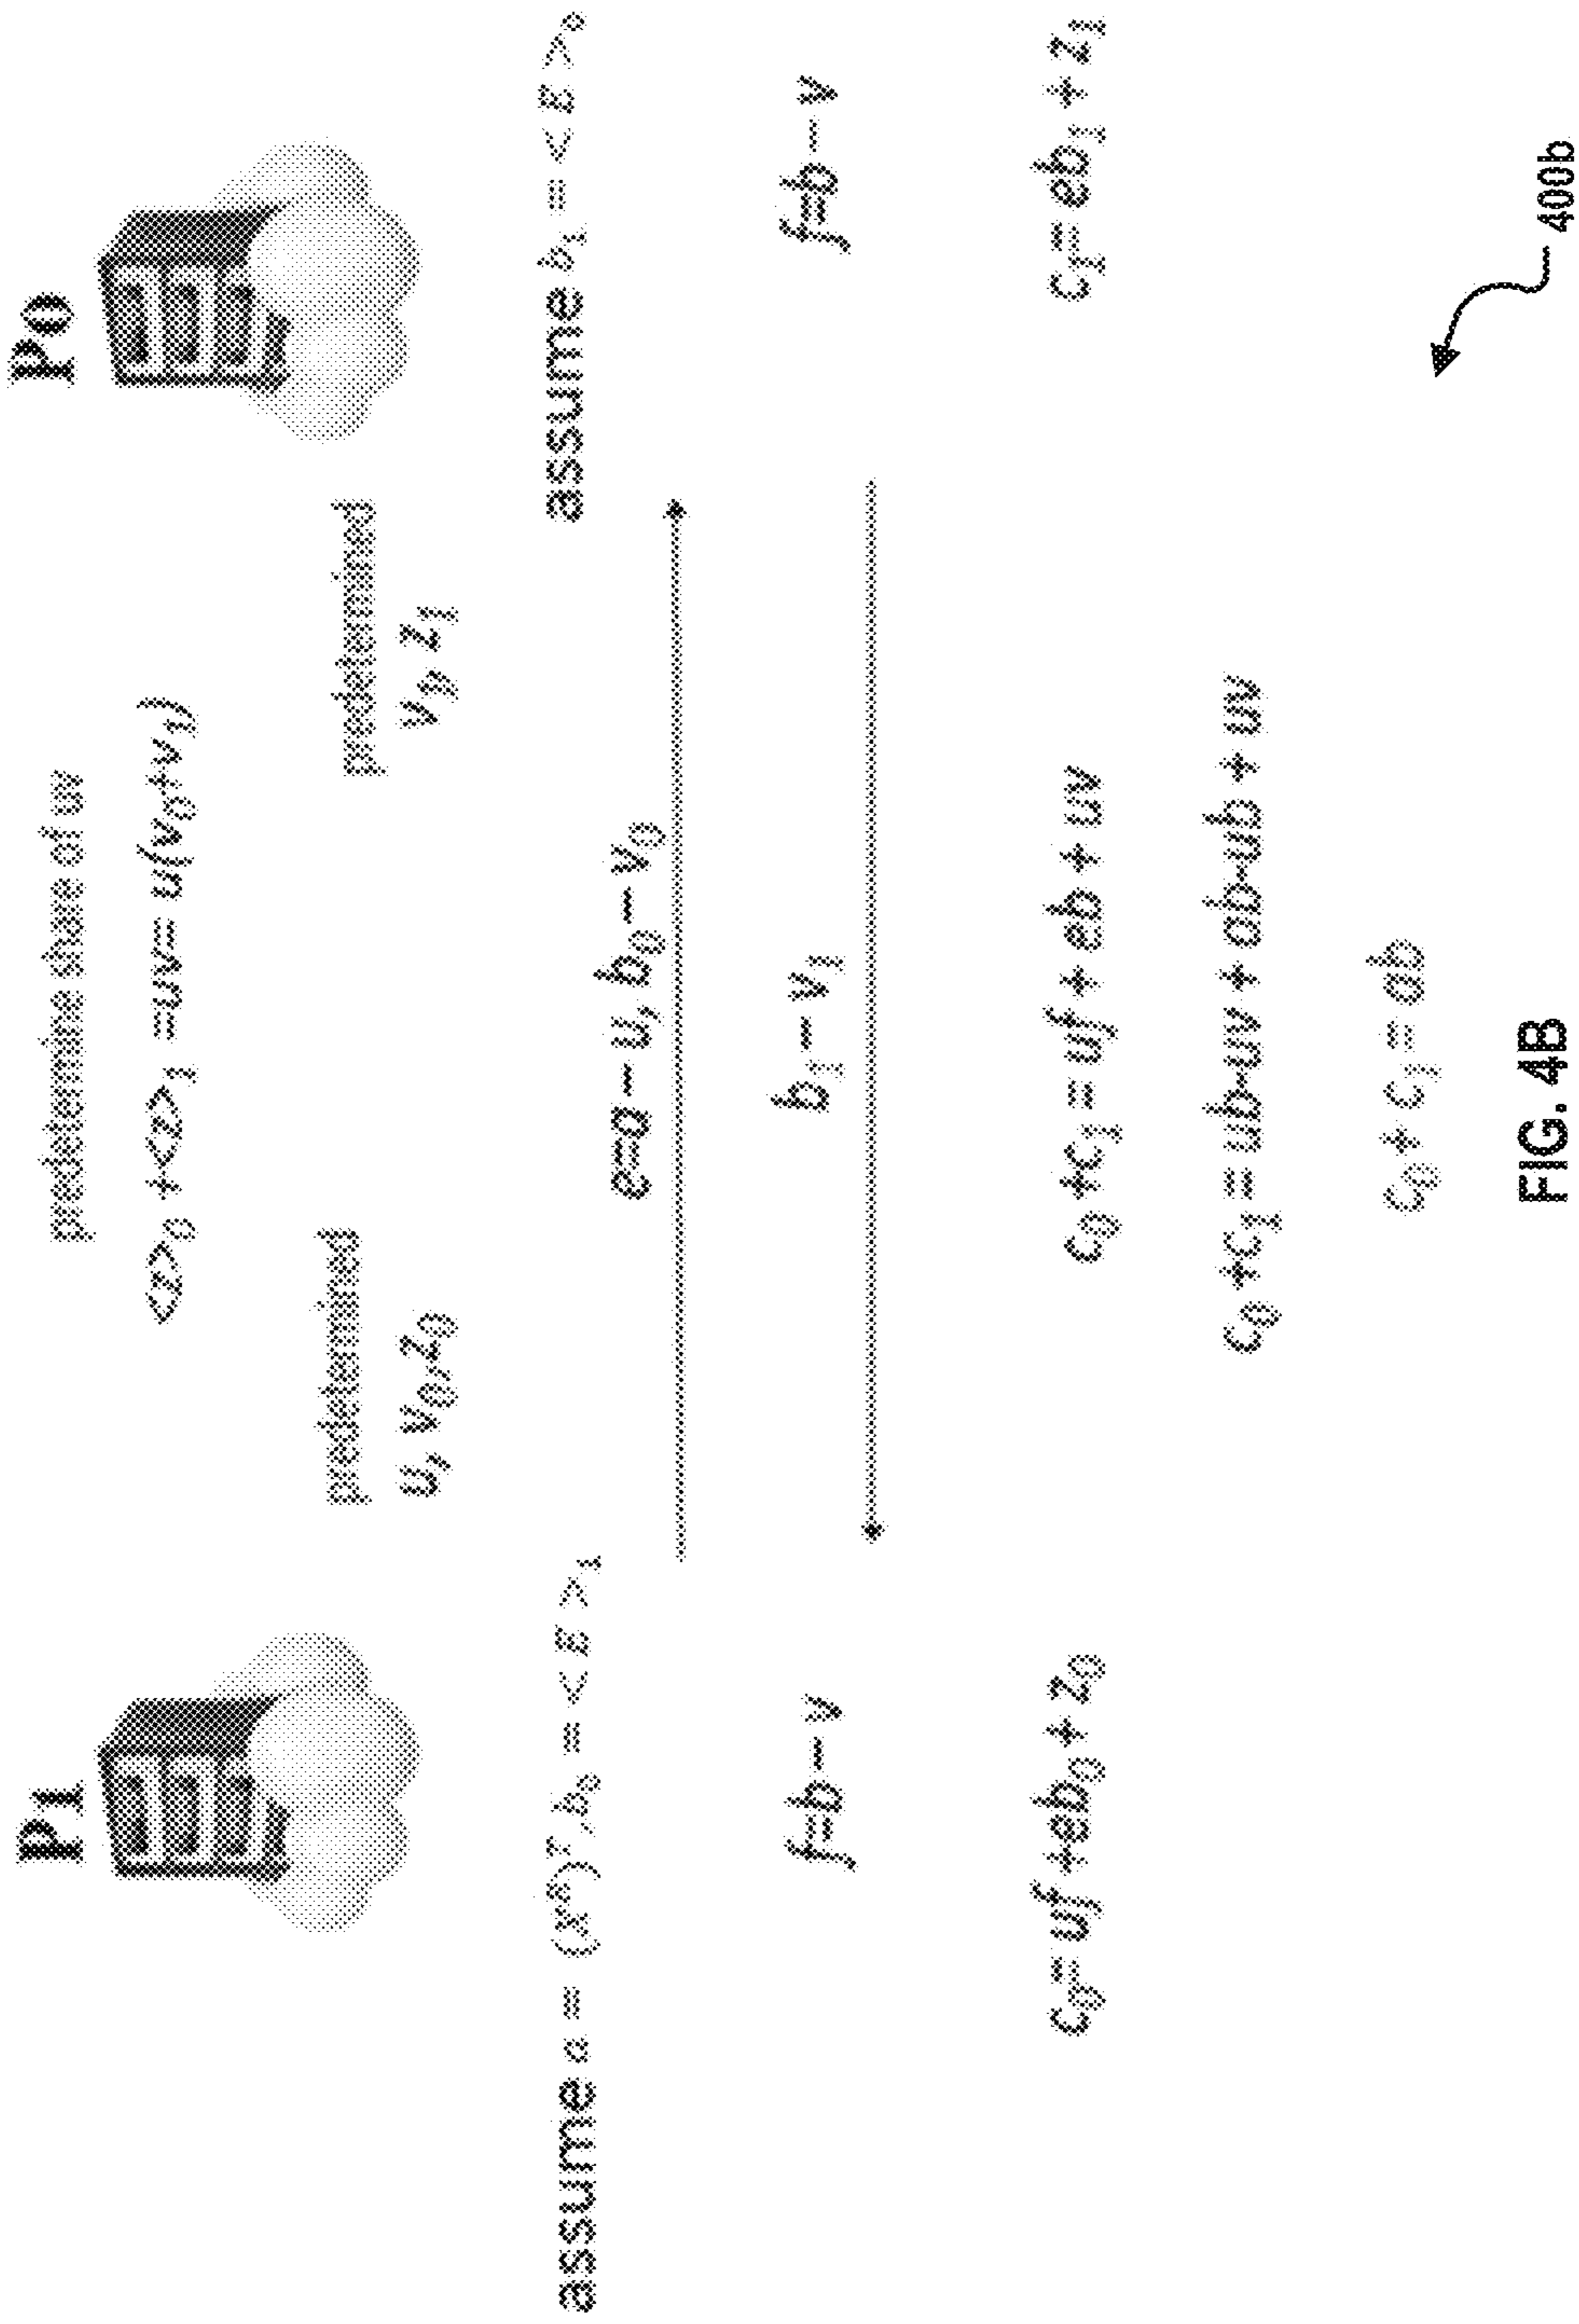 P1
P0
predetermine share of uv
<z>₀ +<z>₁ =uv= u(v₀+v₁)
predetermined
u, v₀,z₀
predetermined
v₁, z₁
assume a = (Xᴮ)ᵀ,b₀ = < E >¹
assume b₁ = < E >⁰
e=a − u, b₀ − v₀
f=b − v
b₁ − v₁
f=b − v
c₀= uf +eb₀ + z₀
c₀ +c₁ = uf + eb + uv
c₁= eb₁ + z₁
c₀ +c₁ = ub-uv + ab-ub + uv
c₀ + c₁ = ab
400b
FIG. 4B